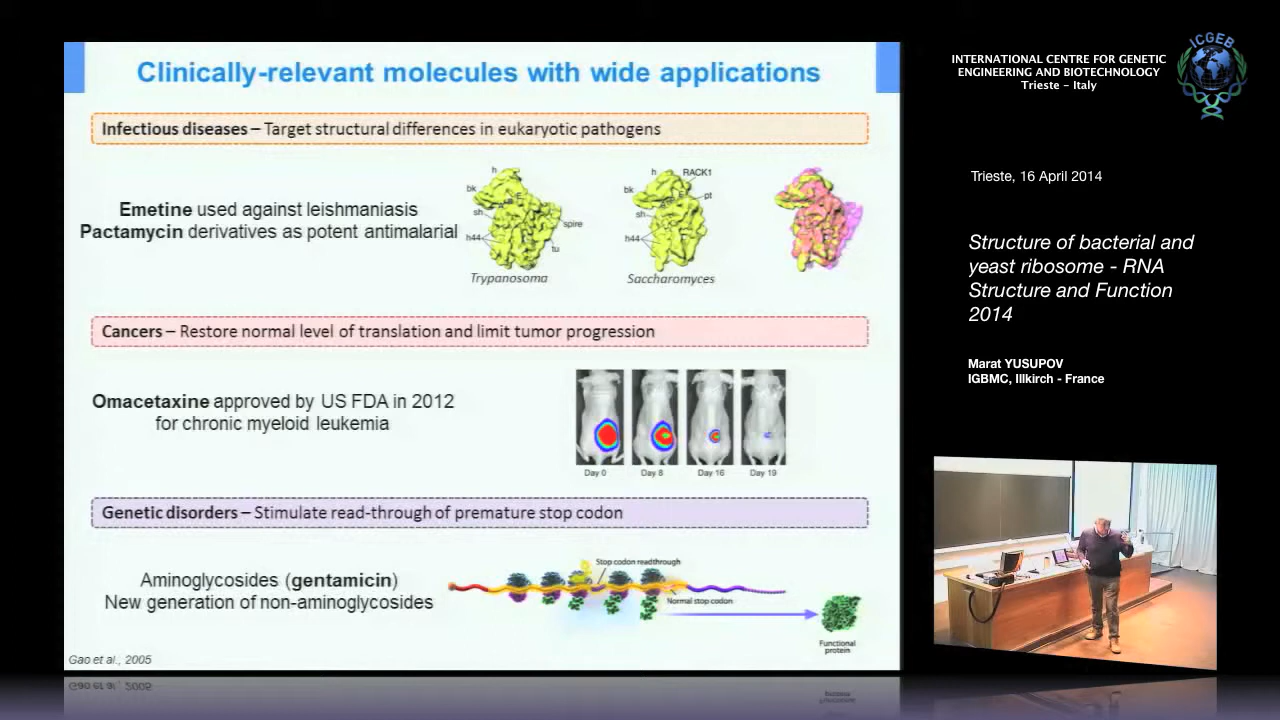 Clinically-relevant molecules with wide applications
Infectious diseases – Target structural differences in eukaryotic pathogens
Emetine used against leishmaniasis
Pactamycin derivatives as potent antimalarial
h
bk
sh
h44
spire
tu
Trypanosoma
h
RACK1
bk
pt
sh
h44
Saccharomyces
Cancers – Restore normal level of translation and limit tumor progression
Omacetaxine approved by US FDA in 2012
for chronic myeloid leukemia
Day 0
Day 8
Day 16
Day 19
Genetic disorders – Stimulate read-through of premature stop codon
Aminoglycosides (gentamicin)
New generation of non-aminoglycosides
Stop codon readthrough
Normal stop codon
Functional
protein
Gao et al., 2005
INTERNATIONAL CENTRE FOR GENETIC
ENGINEERING AND BIOTECHNOLOGY
Trieste - Italy
ICGEB
Trieste, 16 April 2014
Structure of bacterial and
yeast ribosome - RNA
Structure and Function
2014
Marat YUSUPOV
IGBMC, Illkirch - France